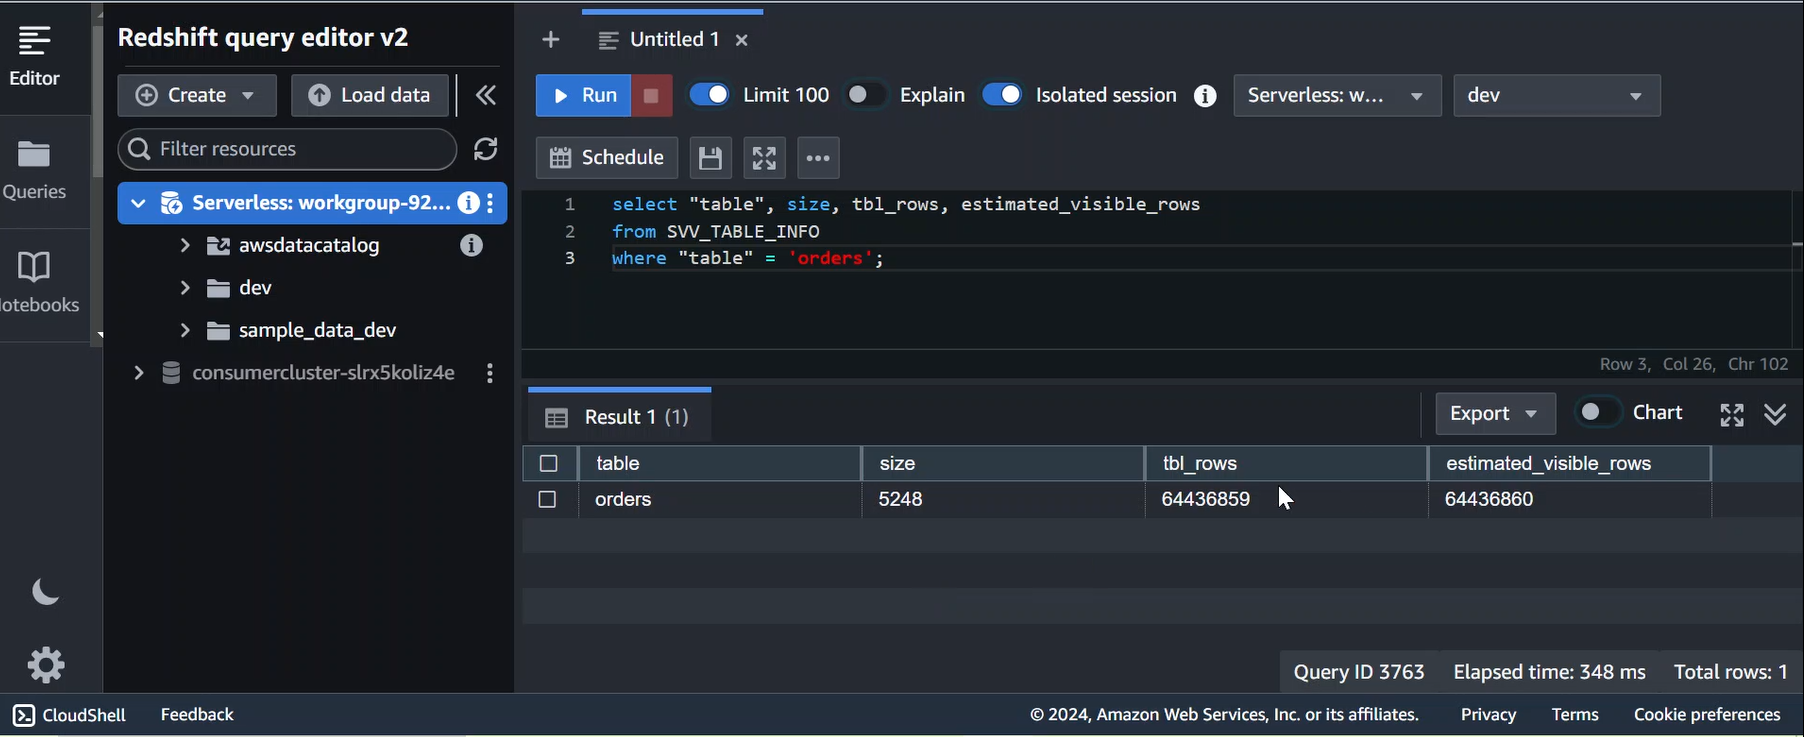 Redshift query editor v2
Editor
Create
Load data
Filter resources
Queries
Serverless: workgroup-92...
awsdatacatalog
dev
otebooks
sample_data_dev
consumercluster-slrx5koliz4e
Untitled 1
Run
Limit 100
Explain
Isolated session
Serverless: w...
dev
Schedule
1 select "table", size, tbl_rows, estimated_visible_rows
2 from SVV_TABLE_INFO
3 where "table" = 'orders';
Row 3, Col 26, Chr 102
Result 1 (1)
Export
Chart
table size tbl_rows estimated_visible_rows
orders 5248 64436859 64436860
Query ID 3763 Elapsed time: 348 ms Total rows: 1
CloudShell Feedback © 2024, Amazon Web Services, Inc. or its affiliates. Privacy Terms Cookie preferences